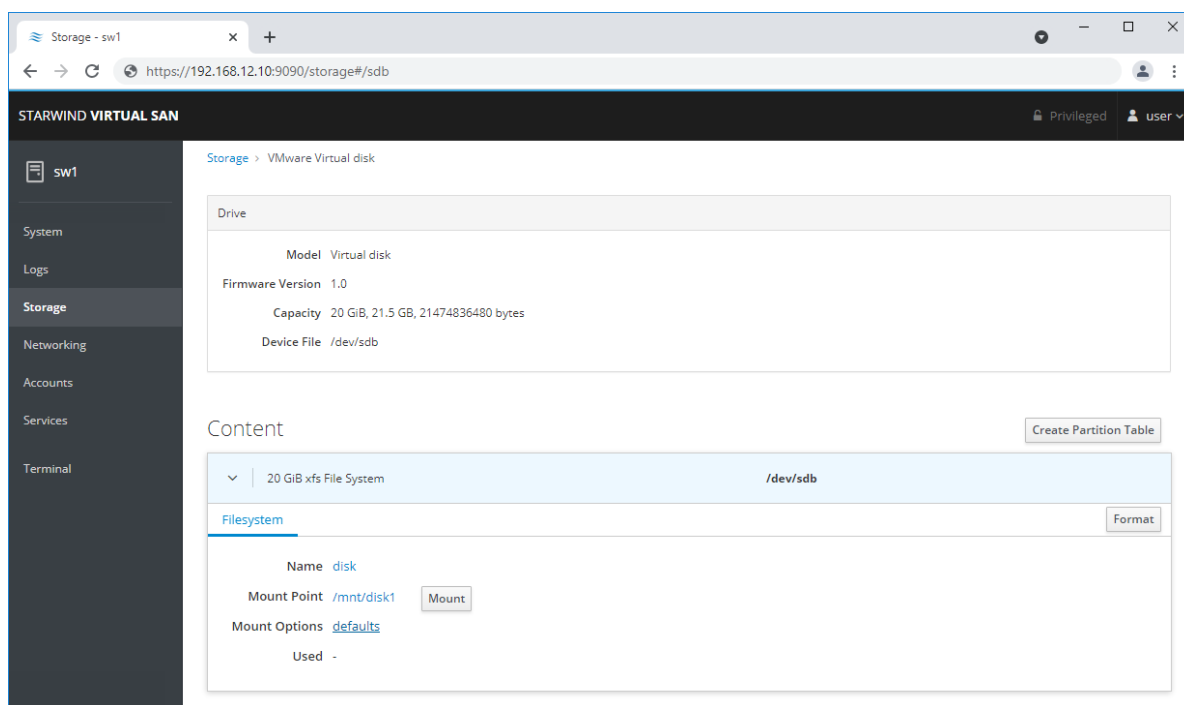 Storage - sw1
https://192.168.12.10:9090/storage#/sdb
STARWIND VIRTUAL SAN
Privileged
user
sw1
System
Logs
Storage
Networking
Accounts
Services
Terminal
Storage > VMware Virtual disk
Drive
Model Virtual disk
Firmware Version 1.0
Capacity 20 GiB, 21.5 GB, 21474836480 bytes
Device File /dev/sdb
Content
Create Partition Table
20 GiB xfs File System /dev/sdb
Filesystem
Format
Name disk
Mount Point /mnt/disk1 Mount
Mount Options defaults
Used -